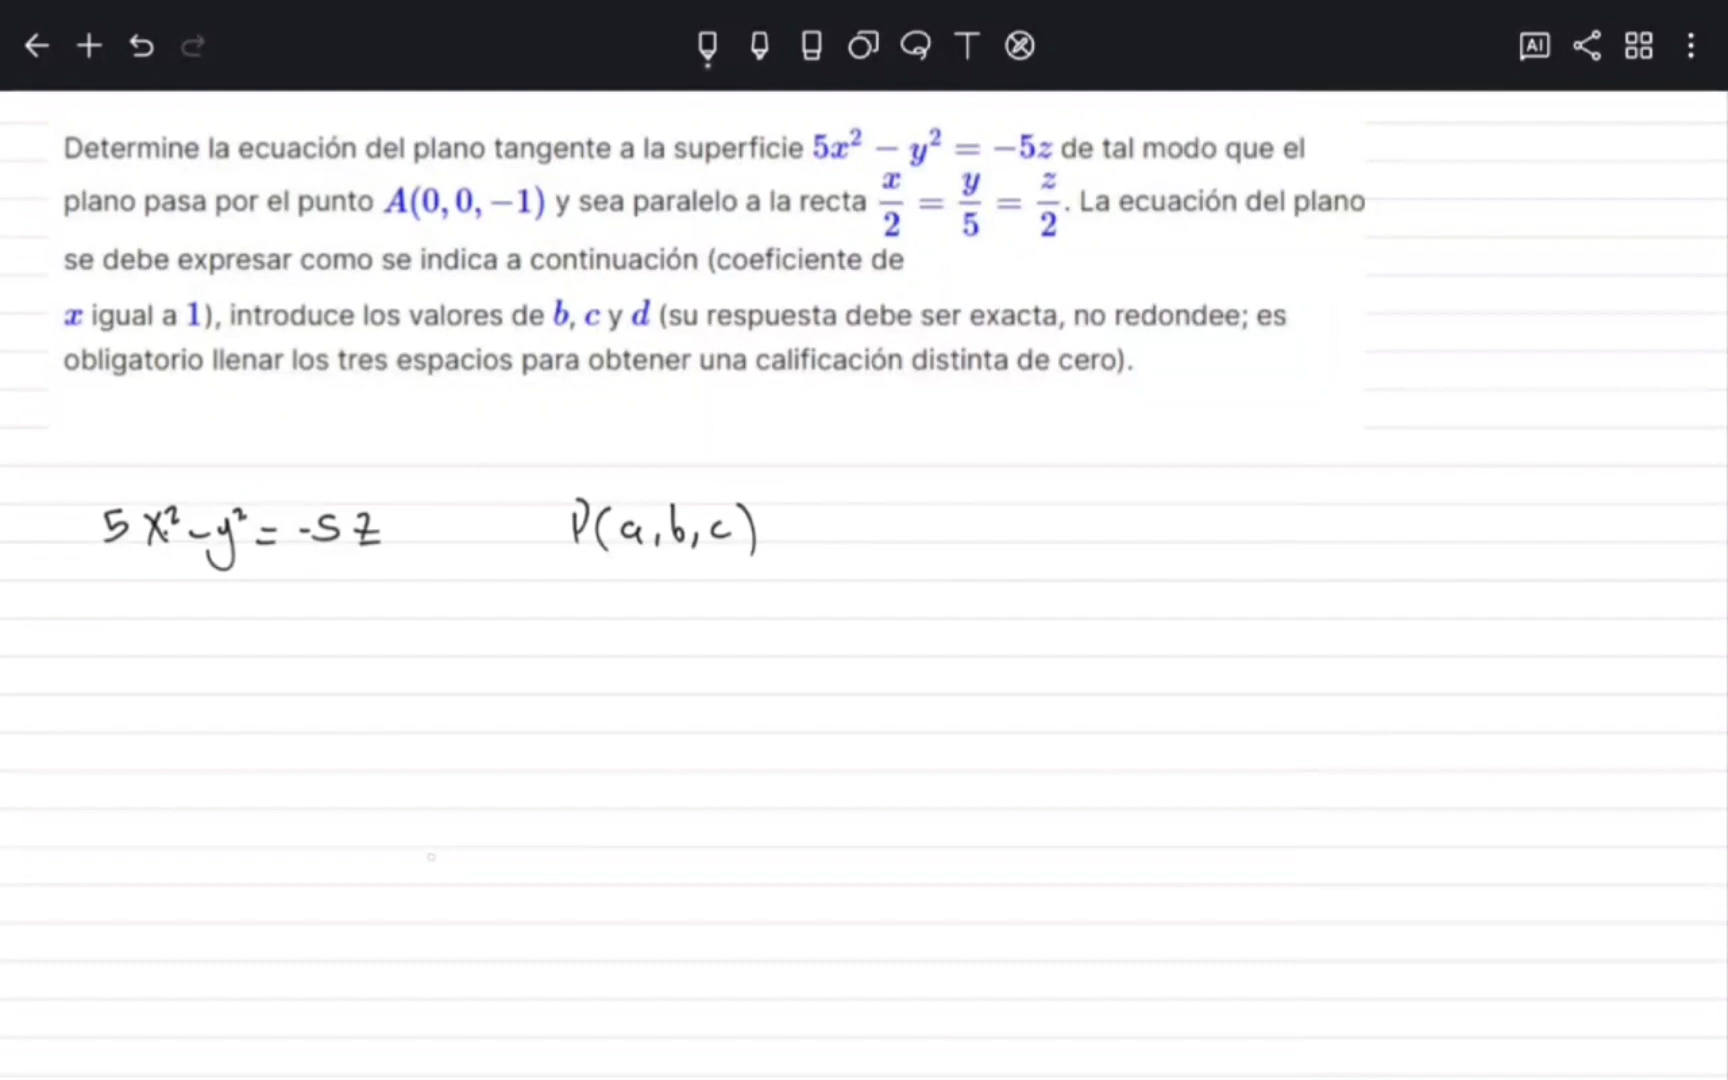 AI
Determine la ecuación del plano tangente a la superficie 5x² − y² = −5z de tal modo que el
plano pasa por el punto A(0, 0, −1) y sea paralelo a la recta x/2 = y/5 = z/2. La ecuación del plano
se debe expresar como se indica a continuación (coeficiente de
x igual a 1), introduce los valores de b, c y d (su respuesta debe ser exacta, no redondee; es
obligatorio llenar los tres espacios para obtener una calificación distinta de cero).
5x² − y² = -5z P(a, b, c)